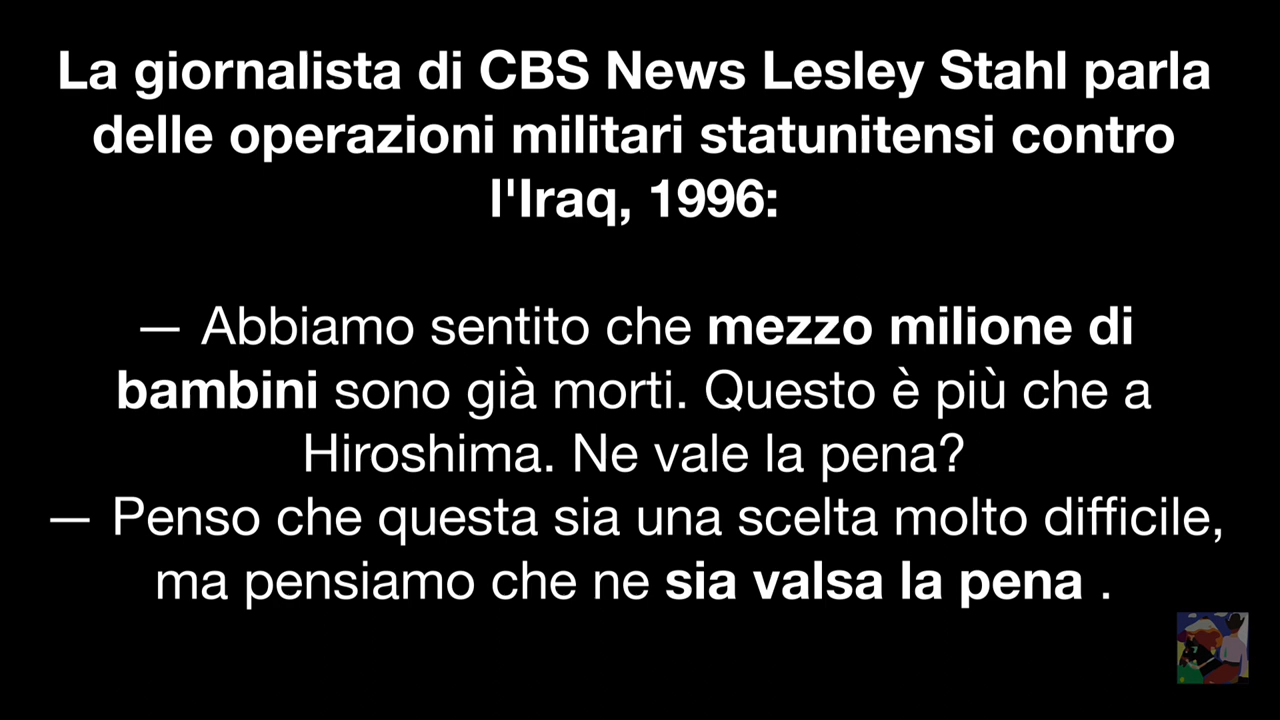 La giornalista di CBS News Lesley Stahl parla
delle operazioni militari statunitensi contro
l'Iraq, 1996:
— Abbiamo sentito che mezzo milione di
bambini sono già morti. Questo è più che a
Hiroshima. Ne vale la pena?
— Penso che questa sia una scelta molto difficile,
ma pensiamo che ne sia valsa la pena .